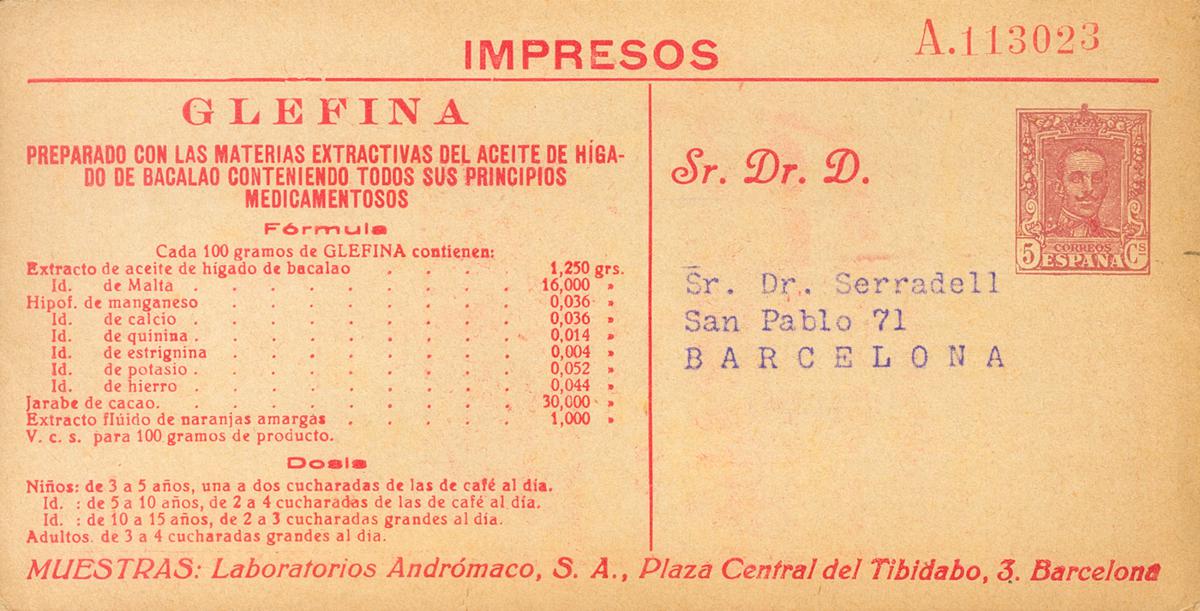 IMPRESOS
A.113023
GLEFINA
PREPARADO CON LAS MATERIAS EXTRACTIVAS DEL ACEITE DE HÍGA-
DO DE BACALAO CONTENIENDO TODOS SUS PRINCIPIOS
MEDICAMENTOSOS
Fórmula
Cada 100 gramos de GLEFINA contienen:
Extracto de aceite de hígado de bacalao . . . . 1,250 grs.
Id. de Malta . . . . . . . . . 16,000 »
Hipof. de manganeso . . . . . . . . 0,036 »
Id. de calcio . . . . . . . . . 0,036 »
Id. de quinina . . . . . . . . . 0,014 »
Id. de estrignina . . . . . . . . 0,004 »
Id. de potasio . . . . . . . . . 0,052 »
Id. de hierro . . . . . . . . . 0,044 »
Jarabe de cacao. . . . . . . . . . 30,000 »
Extracto flúido de naranjas amargas . . . . . 1,000 »
V. c. s. para 100 gramos de producto.
Dosis
Niños: de 3 a 5 años, una a dos cucharadas de las de café al día.
Id. : de 5 a 10 años, de 2 a 4 cucharadas de las de café al día.
Id. : de 10 a 15 años, de 2 a 3 cucharadas grandes al día.
Adultos. de 3 a 4 cucharadas grandes al dia.
Sr. Dr. D.
5 CORREOS Cs
ESPAÑA
Sr. Dr. Serradell
San Pablo 71
BARCELONA
MUESTRAS: Laboratorios Andrómaco, S. A., Plaza Central del Tibidabo, 3. Barcelona